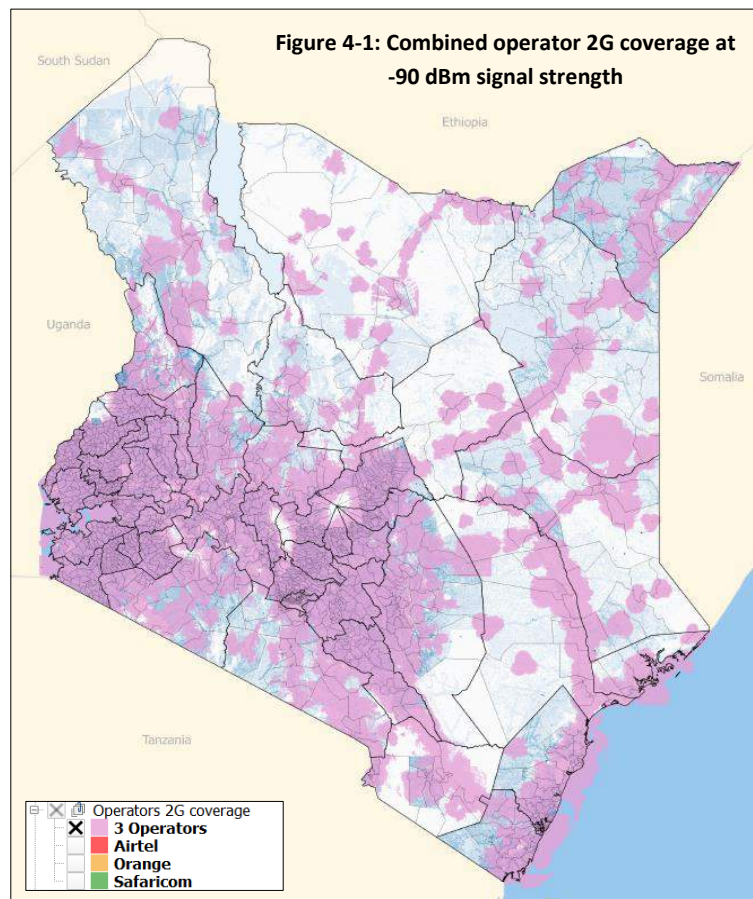 Figure 4-1: Combined operator 2G coverage at
-90 dBm signal strength
South Sudan
Ethiopia
Uganda
Somalia
Tanzania
Operators 2G coverage
3 Operators
Airtel
Orange
Safaricom